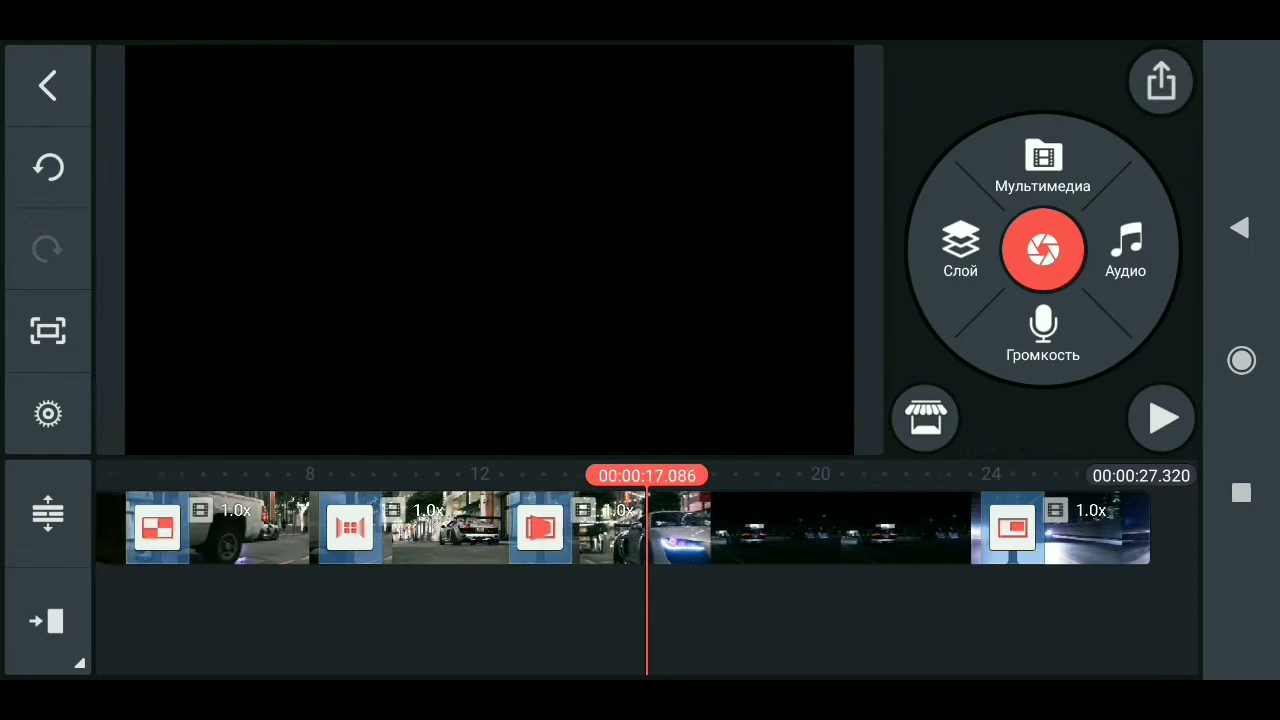 Мультимедиа
Слой
Аудио
Громкость
8
12
00:00:17.086
20
24
00:00:27.320
1.0x
1.0x
1.0x
1.0x